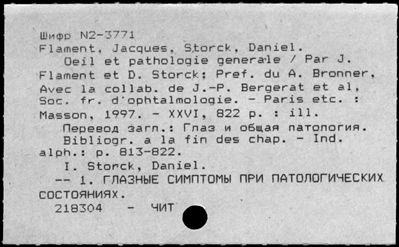 Шифр N2-3771
Flament, Jacques, Storck, Daniel.
Oeil et pathologie generale / Par J.
Flament et D. Storck; Pref. du A. Bronner,
Avec la collab. de J.-P. Bergerat et al,
Soc. fr. d'ophtalmologie. - Paris etc. :
Masson, 1997. - XXVI, 822 p. : ill.
Перевод загл.: Глаз и общая патология.
Bibliogr. a la fin des chap. - Ind.
alph.: p. 813-822.
I. Storck, Daniel.
-- 1. ГЛАЗНЫЕ СИМПТОМЫ ПРИ ПАТОЛОГИЧЕСКИХ
СОСТОЯНИЯХ.
218304 - ЧИТ